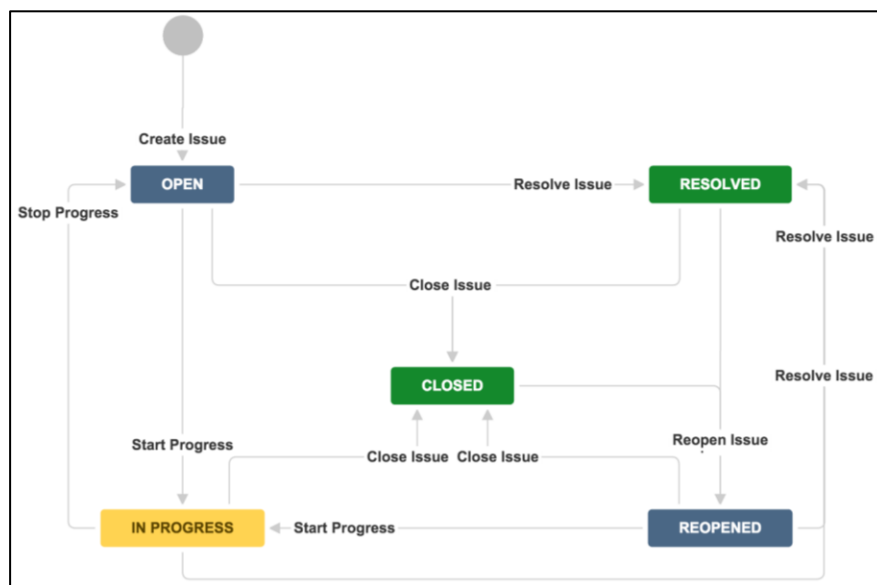 Create Issue
OPEN
Resolve Issue
RESOLVED
Stop Progress
Resolve Issue
Close Issue
CLOSED
Resolve Issue
Start Progress
Reopen Issue
Close Issue
Close Issue
IN PROGRESS
Start Progress
REOPENED